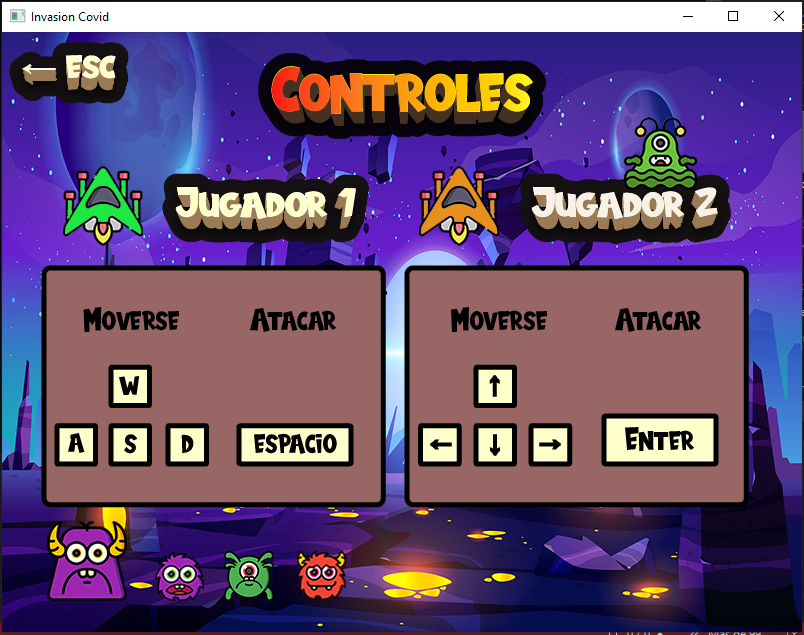 Invasion Covid
← ESC
CONTROLES
JUGADOR 1
JUGADOR 2
MOVERSE
ATACAR
W
A S D
ESPACIO
MOVERSE
ATACAR
↑
← ↓ →
ENTER